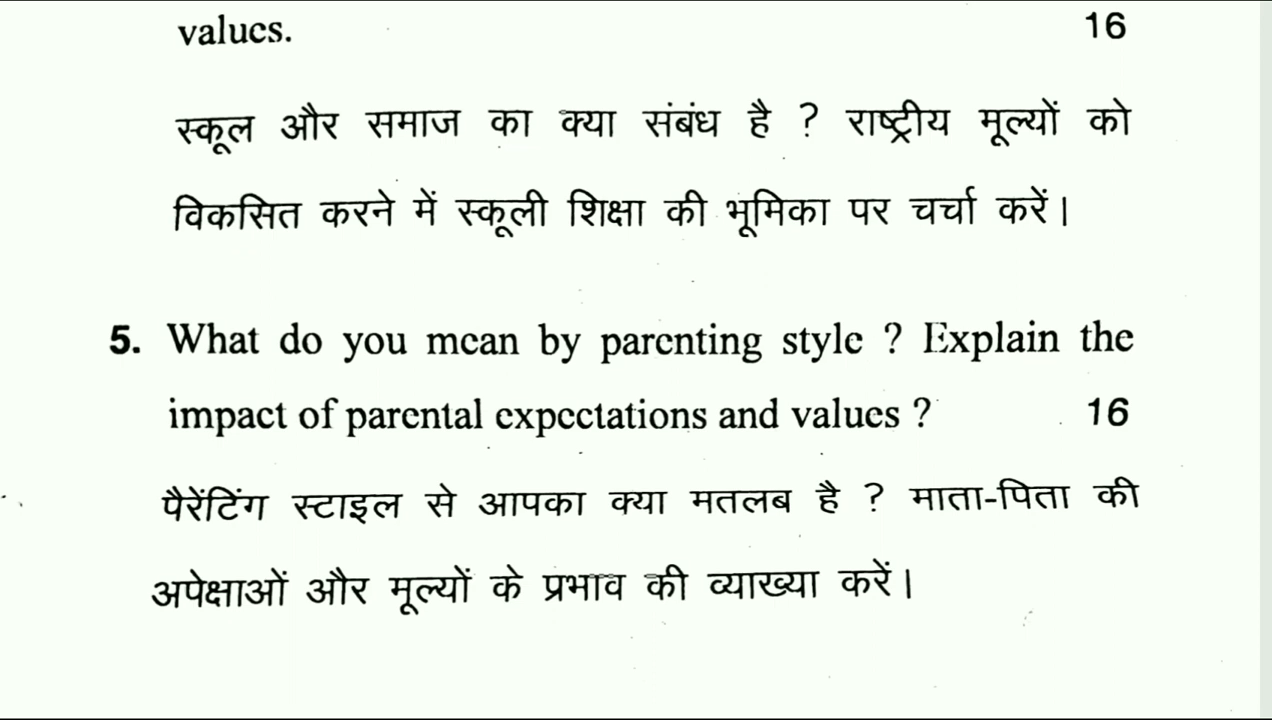 values. 16
स्कूल और समाज का क्या संबंध है ? राष्ट्रीय मूल्यों को
विकसित करने में स्कूली शिक्षा की भूमिका पर चर्चा करें।
5. What do you mean by parenting style ? Explain the
impact of parental expectations and values ? 16
पैरेंटिंग स्टाइल से आपका क्या मतलब है ? माता-पिता की
अपेक्षाओं और मूल्यों के प्रभाव की व्याख्या करें।